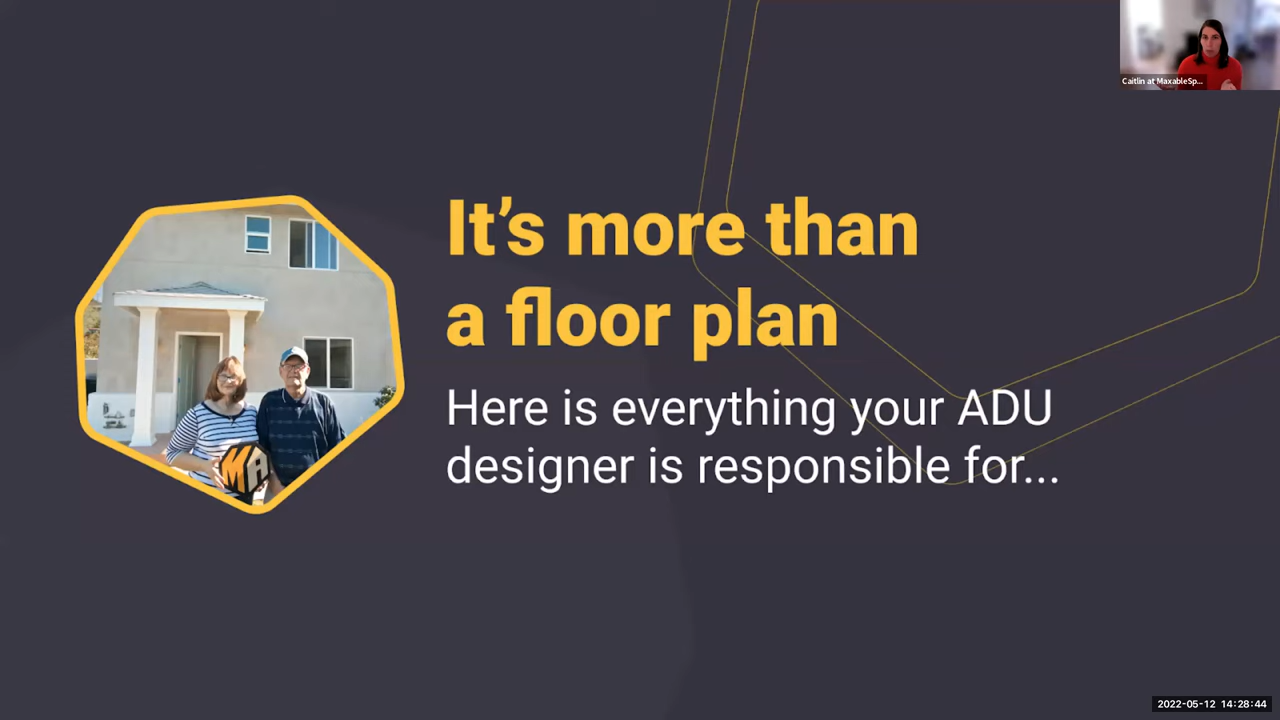 Caitlin at MaxableSp...
It's more than
a floor plan
Here is everything your ADU
designer is responsible for...
MA
2022-05-12 14:28:44